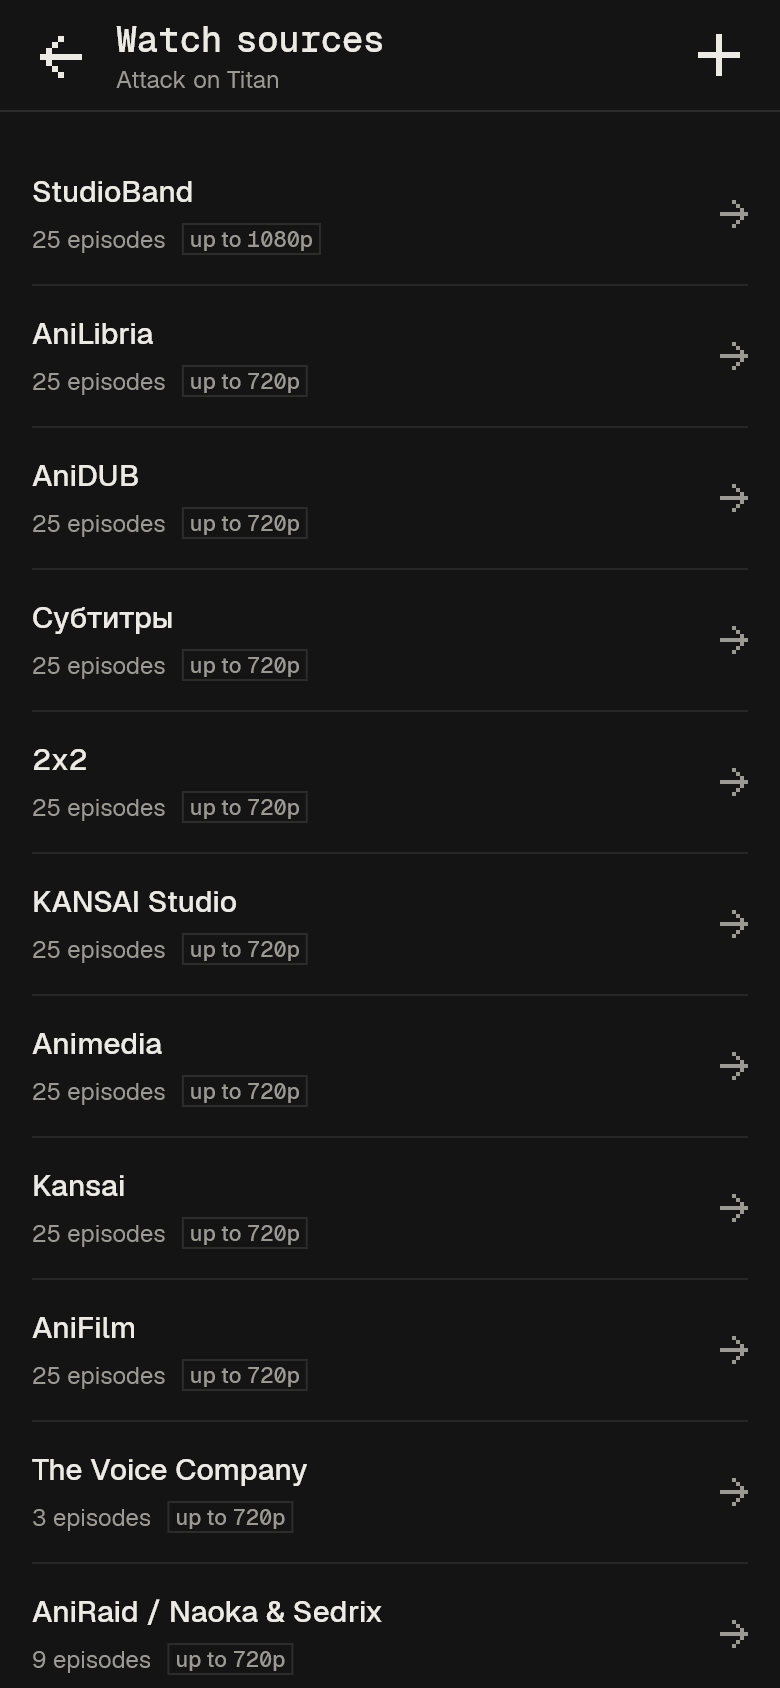 Watch sources
Attack on Titan
StudioBand
25 episodes up to 1080p
AniLibria
25 episodes up to 720p
AniDUB
25 episodes up to 720p
Субтитры
25 episodes up to 720p
2x2
25 episodes up to 720p
KANSAI Studio
25 episodes up to 720p
Animedia
25 episodes up to 720p
Kansai
25 episodes up to 720p
AniFilm
25 episodes up to 720p
The Voice Company
3 episodes up to 720p
AniRaid / Naoka & Sedrix
9 episodes up to 720p